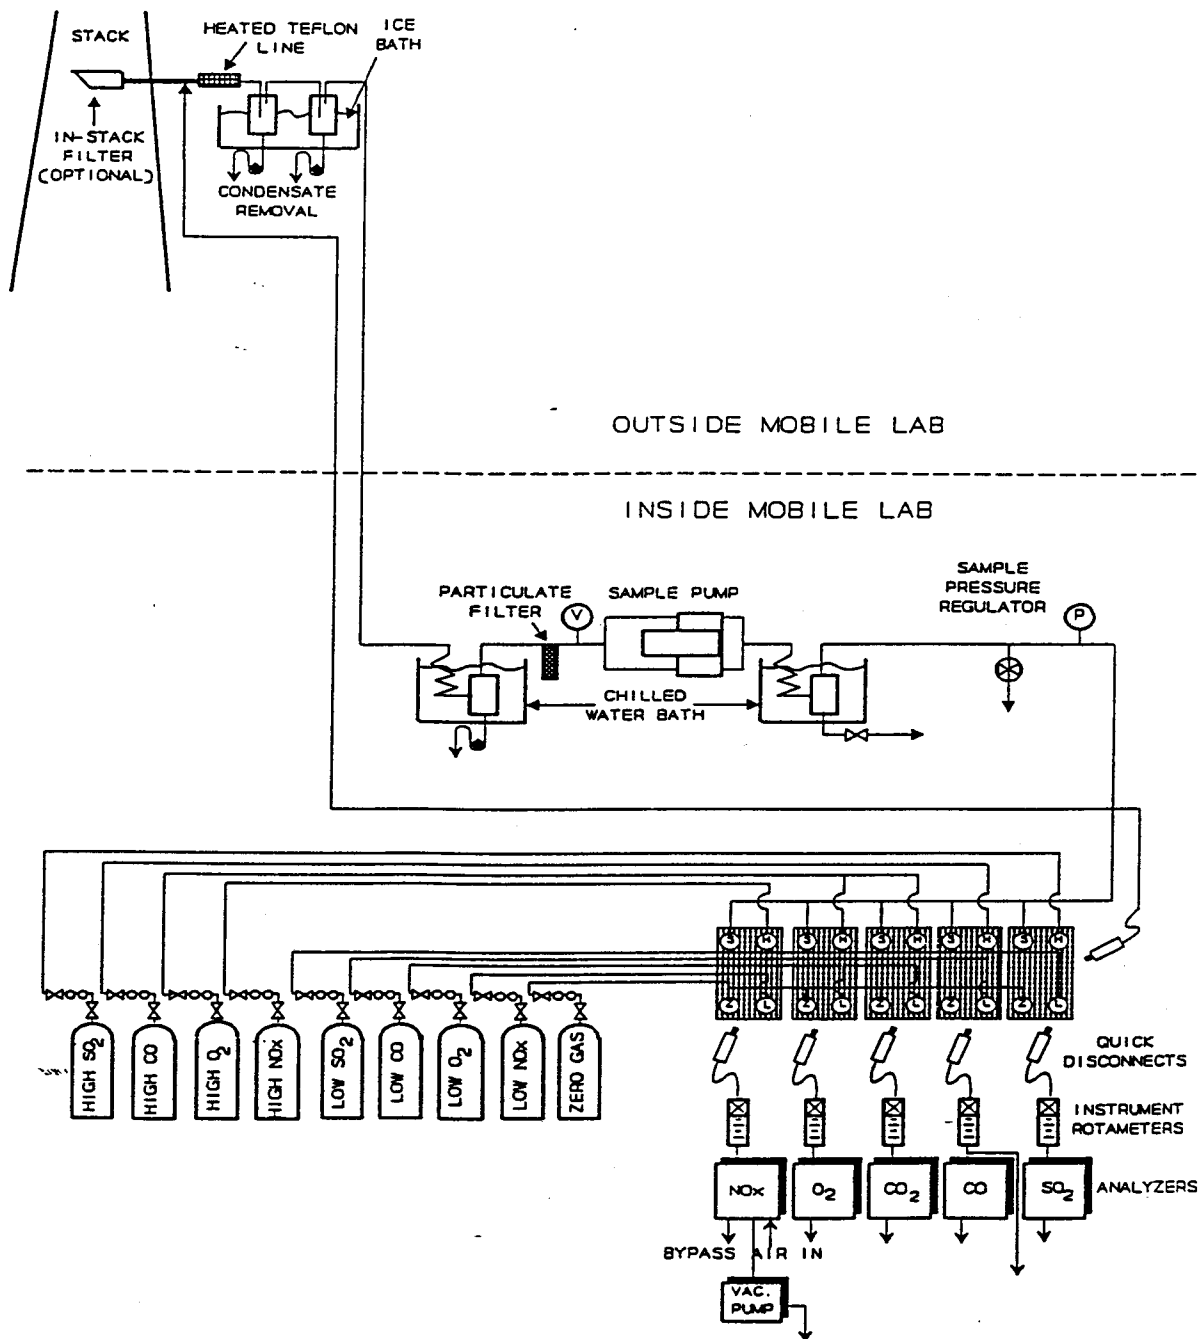 STACK
HEATED TEFLON
LINE
ICE
BATH
IN-STACK
FILTER
(OPTIONAL)
CONDENSATE
REMOVAL
OUTSIDE MOBILE LAB
INSIDE MOBILE LAB
PARTICULATE
FILTER
V
SAMPLE PUMP
SAMPLE
PRESSURE
REGULATOR
P
CHILLED
WATER BATH
S H S H S H S H S H
Z L Z L Z L Z L Z L
HIGH SO2
HIGH CO
HIGH O2
HIGH NOx
LOW SO2
LOW CO
LOW O2
LOW NOx
ZERO GAS
QUICK
DISCONNECTS
INSTRUMENT
ROTAMETERS
NOx
O2
CO2
CO
SO2
ANALYZERS
BYPASS AIR IN
VAC.
PUMP